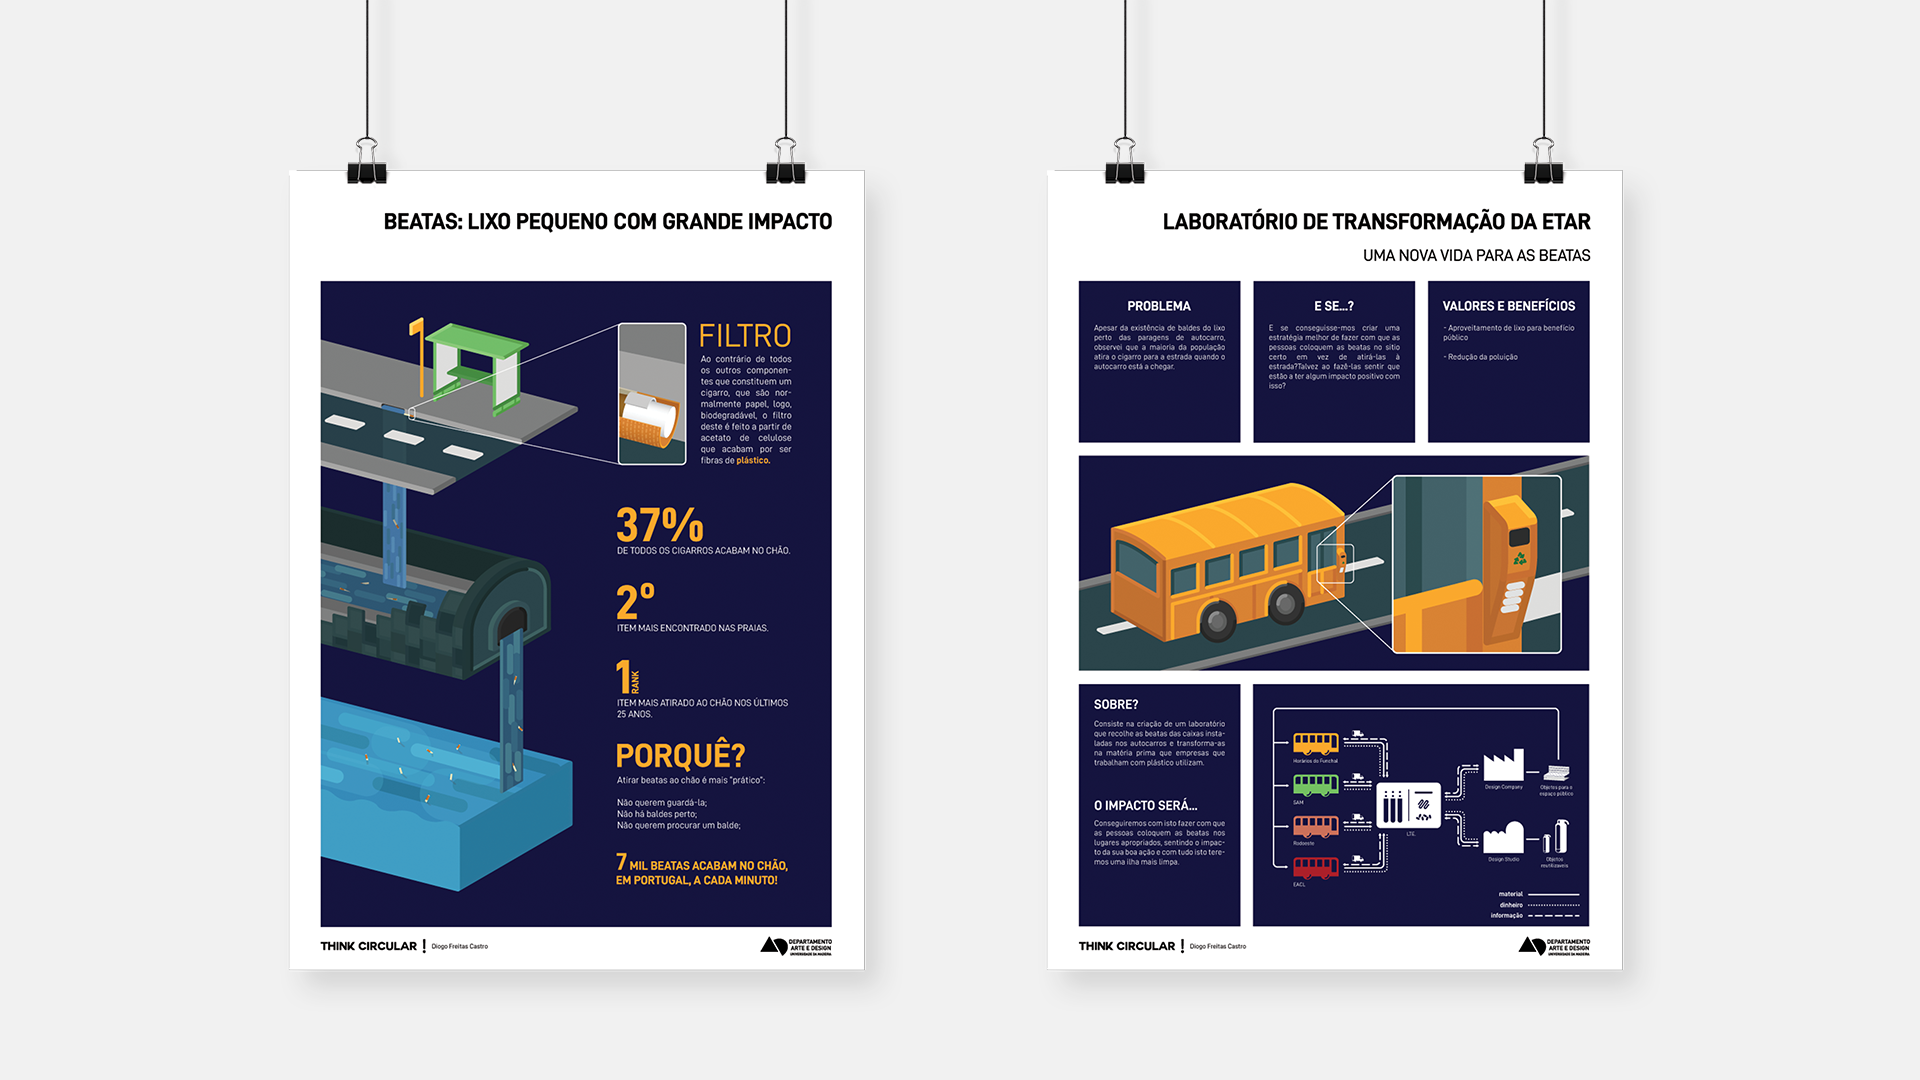 BEATAS: LIXO PEQUENO COM GRANDE IMPACTO
FILTRO
Ao contrário de todos
os outros componen-
tes que constituem um
cigarro, que são nor-
malmente papel, logo,
biodegradável, o filtro
deste é feito a partir de
acetato de celulose
que acabam por ser
fibras de plástico.
37%
DE TODOS OS CIGARROS ACABAM NO CHÃO.
2º
ITEM MAIS ENCONTRADO NAS PRAIAS.
1 RANK
ITEM MAIS ATIRADO AO CHÃO NOS ÚLTIMOS
25 ANOS.
PORQUÊ?
Atirar beatas ao chão é mais "prático":
Não querem guardá-la;
Não há baldes perto;
Não querem procurar um balde;
7 MIL BEATAS ACABAM NO CHÃO,
EM PORTUGAL, A CADA MINUTO!
THINK CIRCULAR ! Diogo Freitas Castro
DEPARTAMENTO
ARTE E DESIGN
UNIVERSIDADE DA MADEIRA
LABORATÓRIO DE TRANSFORMAÇÃO DA ETAR
UMA NOVA VIDA PARA AS BEATAS
PROBLEMA
Apesar da existência de baldes do lixo
perto das paragens de autocarro,
observei que a maioria da população
atira o cigarro para a estrada quando o
autocarro está a chegar.
E SE...?
E se conseguisse-mos criar uma
estratégia melhor de fazer com que as
pessoas coloquem as beatas no sitio
certo em vez de atirá-las à
estrada?Talvez ao fazê-las sentir que
estão a ter algum impacto positivo com
isso?
VALORES E BENEFÍCIOS
- Aproveitamento de lixo para benefício
público
- Redução da poluição
SOBRE?
Consiste na criação de um laboratório
que recolhe as beatas das caixas insta-
ladas nos autocarros e transforma-as
na matéria prima que empresas que
trabalham com plástico utilizam.
O IMPACTO SERÁ...
Conseguiremos com isto fazer com que
as pessoas coloquem as beatas nos
lugares apropriados, sentindo o impac-
to da sua boa ação e com tudo isto tere-
mos uma ilha mais limpa.
Horários do Funchal
SAM
Rodoeste
EACL
LTE.
Design Company
Objetos para o
espaço público
Design Studio
Objetos
reutilizáveis
material
dinheiro
informação
THINK CIRCULAR ! Diogo Freitas Castro
DEPARTAMENTO
ARTE E DESIGN
UNIVERSIDADE DA MADEIRA